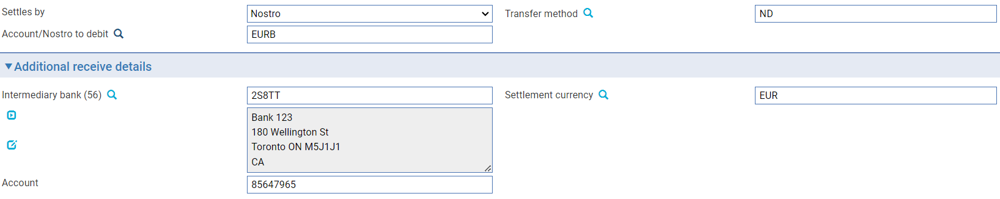 Settles by
Nostro
Transfer method
ND
Account/Nostro to debit
EURB
Additional receive details
Intermediary bank (56)
2S8TT
Settlement currency
EUR
Bank 123
180 Wellington St
Toronto ON M5J1J1
CA
Account
85647965